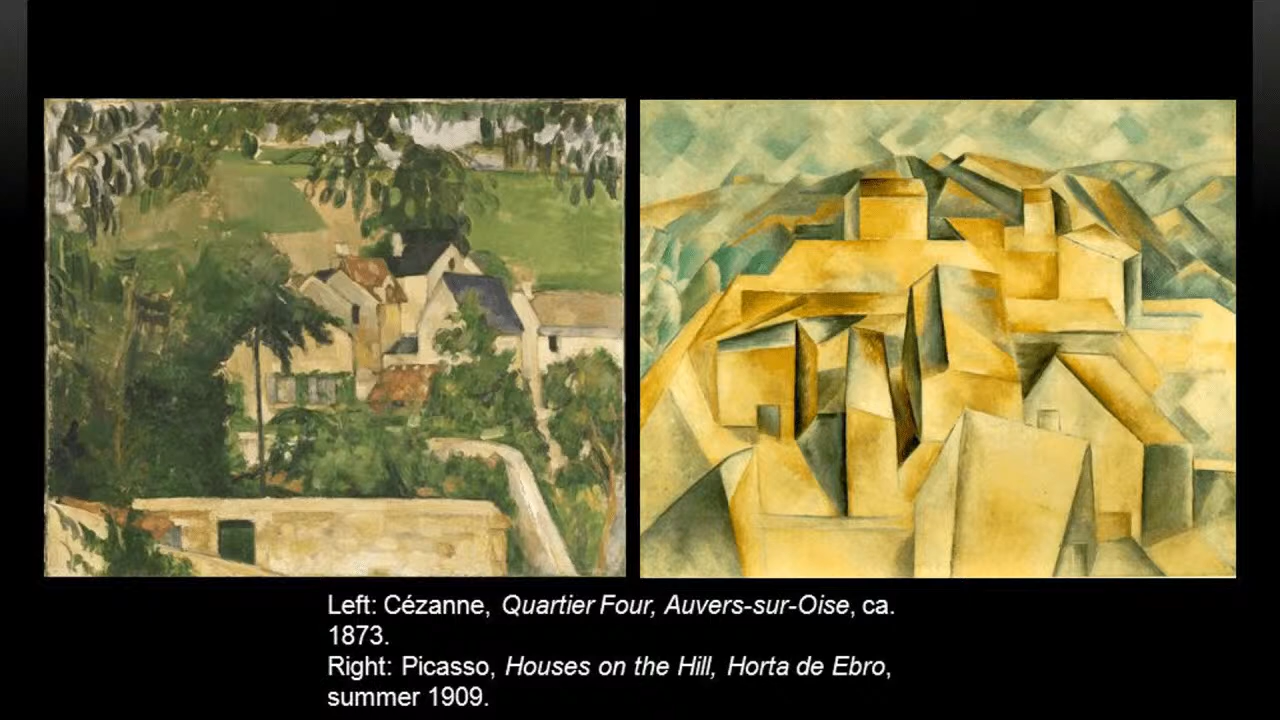 Left: Cézanne, Quartier Four, Auvers-sur-Oise, ca.
1873.
Right: Picasso, Houses on the Hill, Horta de Ebro,
summer 1909.